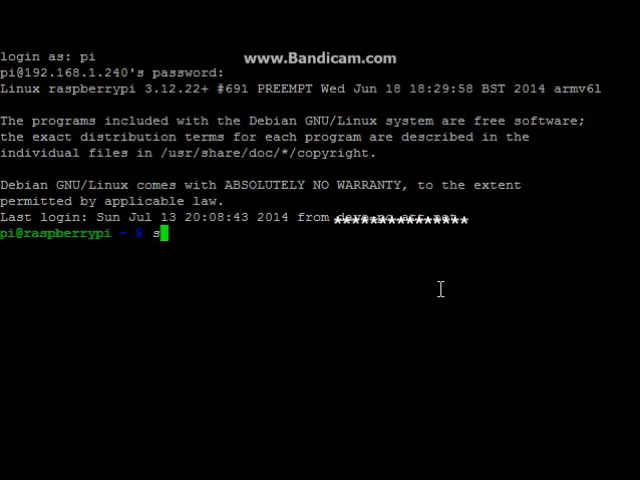 www.Bandicam.com
login as: pi
pi@192.168.1.240's password:
Linux raspberrypi 3.12.22+ #691 PREEMPT Wed Jun 18 18:29:58 BST 2014 armv6l
The programs included with the Debian GNU/Linux system are free software;
the exact distribution terms for each program are described in the
individual files in /usr/share/doc/*/copyright.
Debian GNU/Linux comes with ABSOLUTELY NO WARRANTY, to the extent
permitted by applicable law.
Last login: Sun Jul 13 20:08:43 2014 from
pi@raspberrypi ~ $ s